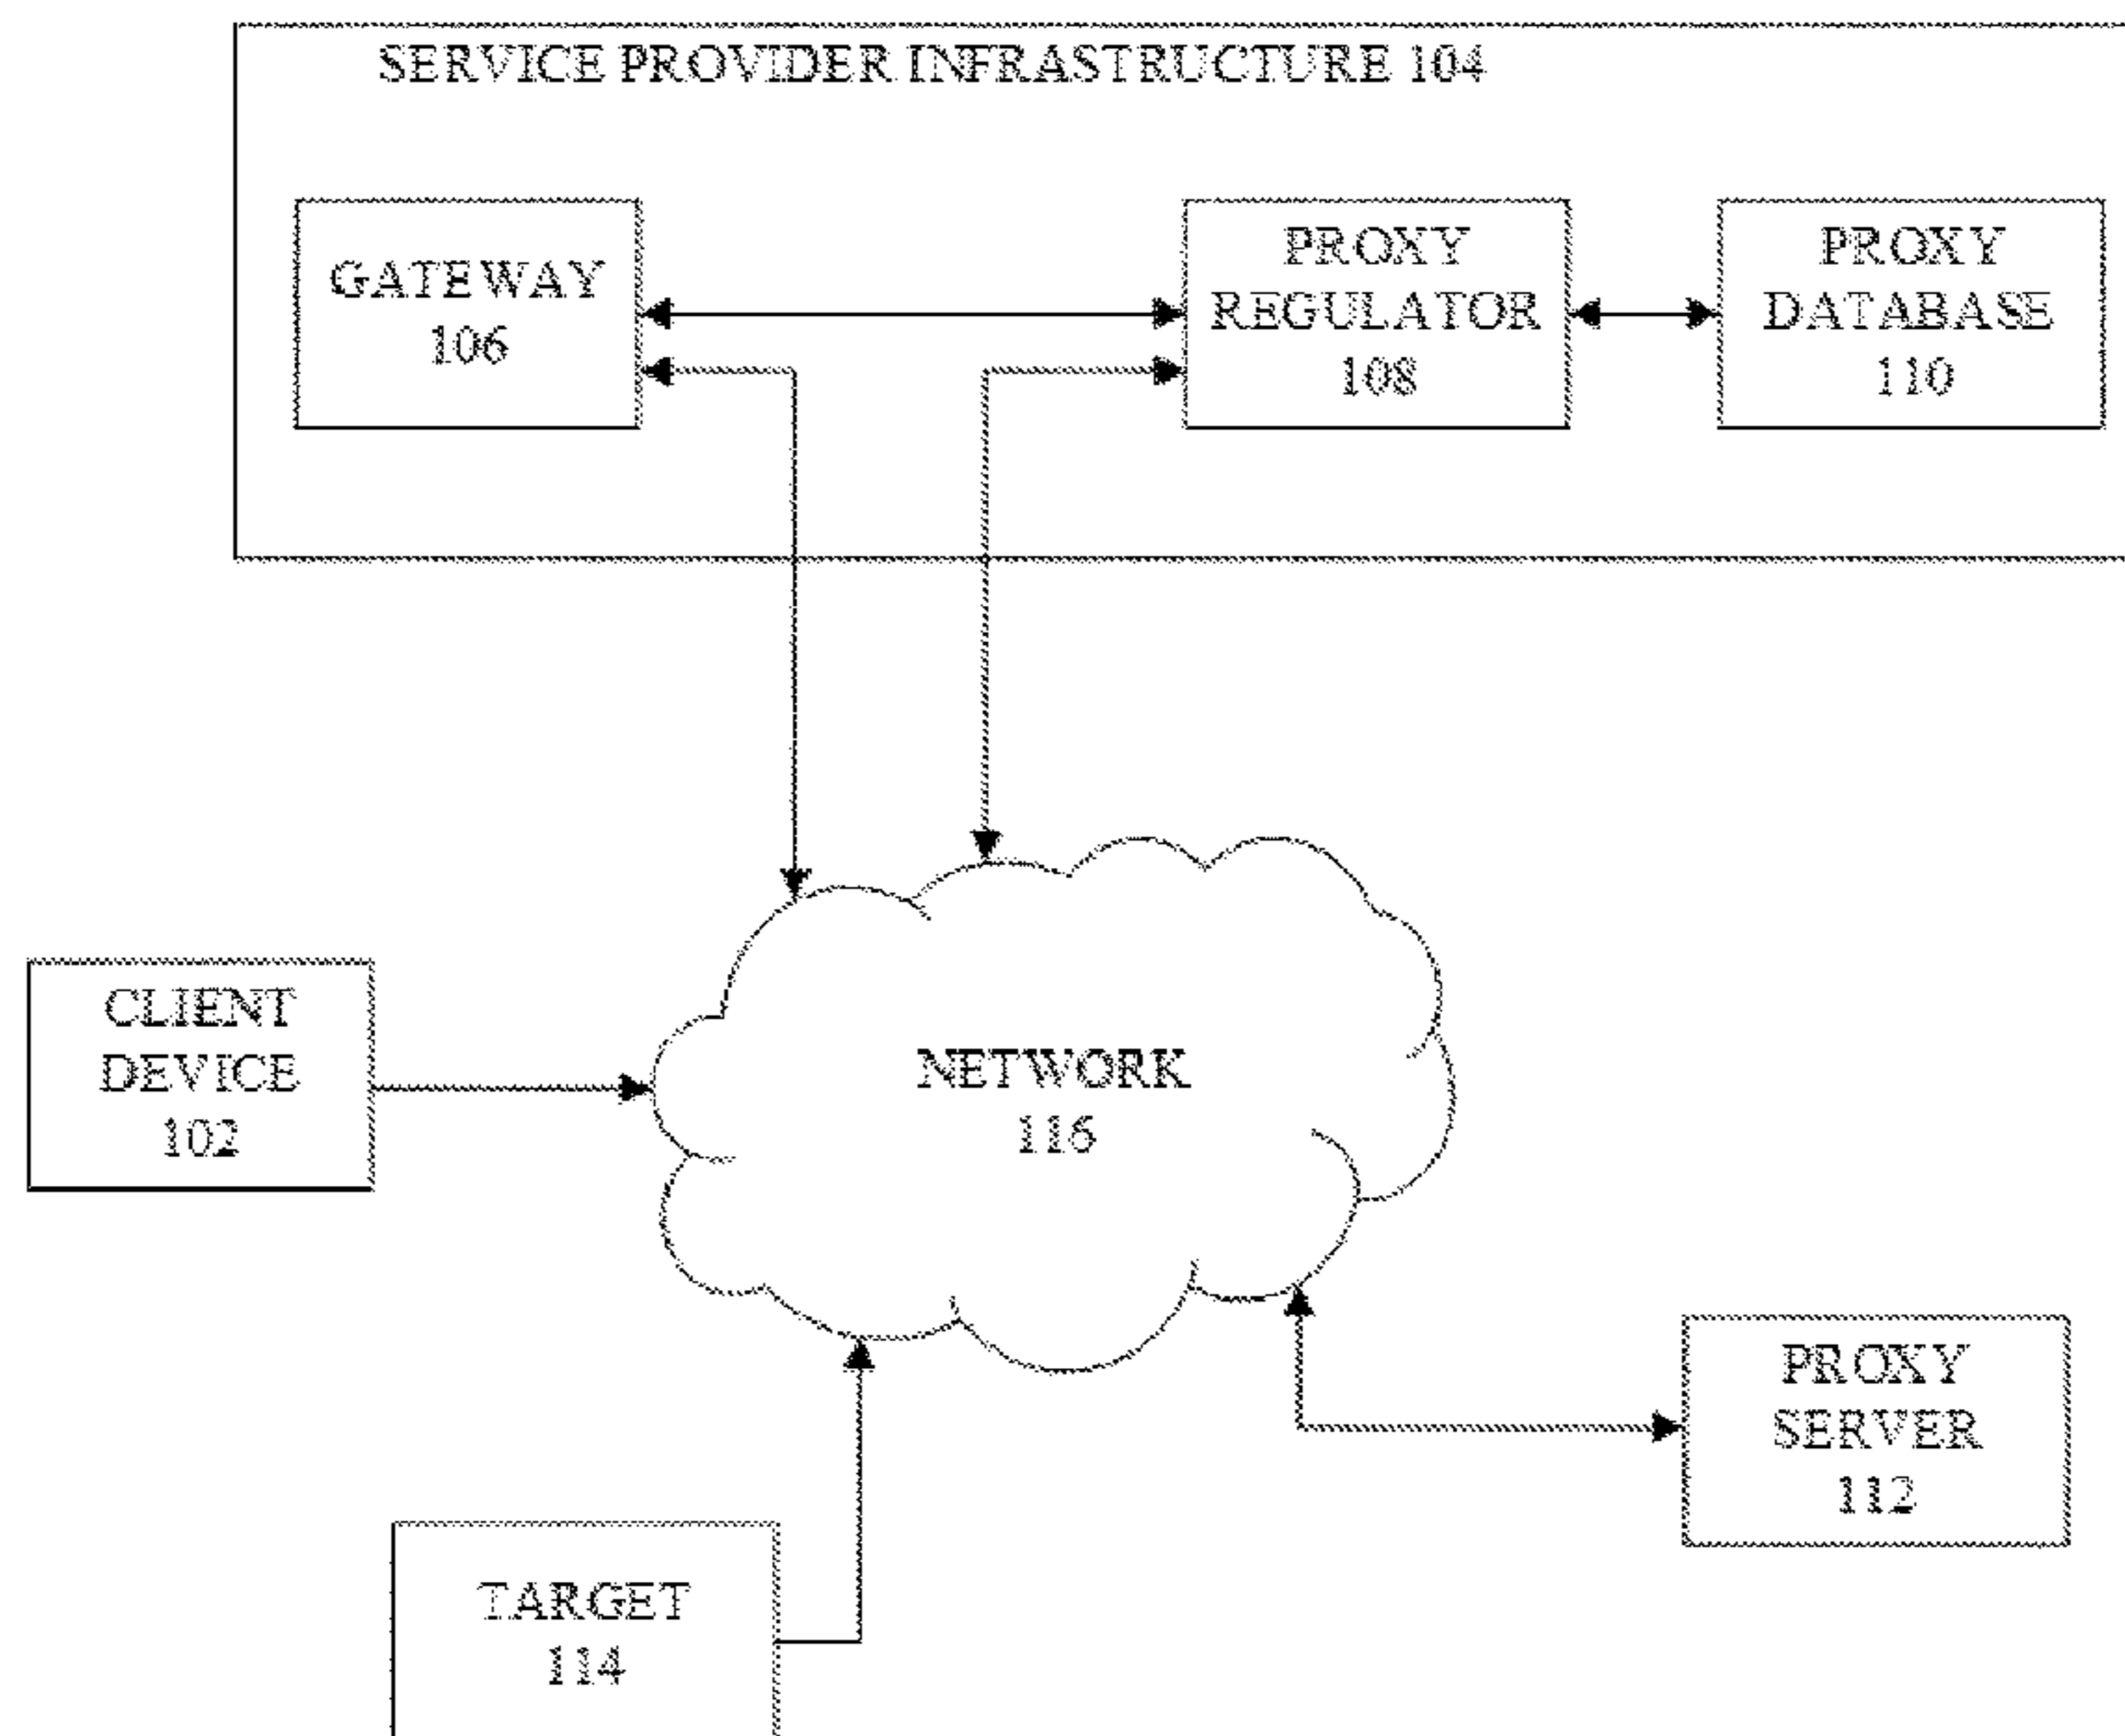 SERVICE PROVIDER INFRASTRUCTURE 104
GATEWAY
106
PROXY
REGULATOR
108
PROXY
DATABASE
110
CLIENT
DEVICE
102
NETWORK
116
PROXY
SERVER
112
TARGET
114